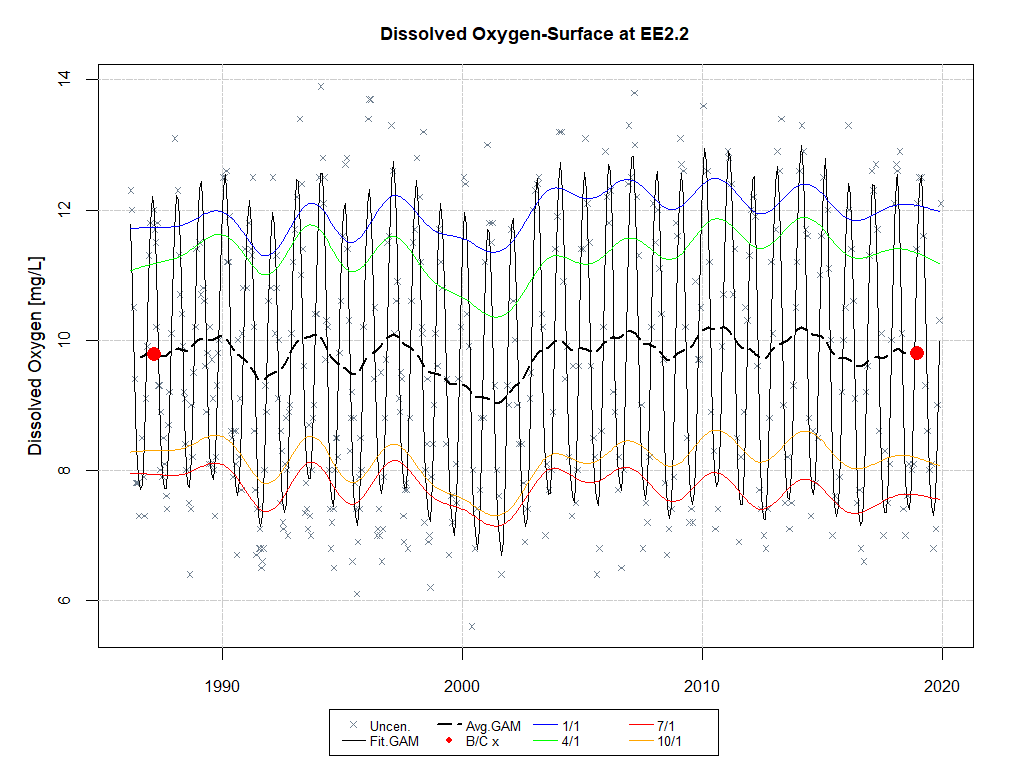 Dissolved Oxygen-Surface at EE2.2
Dissolved Oxygen [mg/L]
14
12
10
8
6
1990
2000
2010
2020
Uncen.
Avg.GAM
1/1
7/1
Fit.GAM
B/C x
4/1
10/1